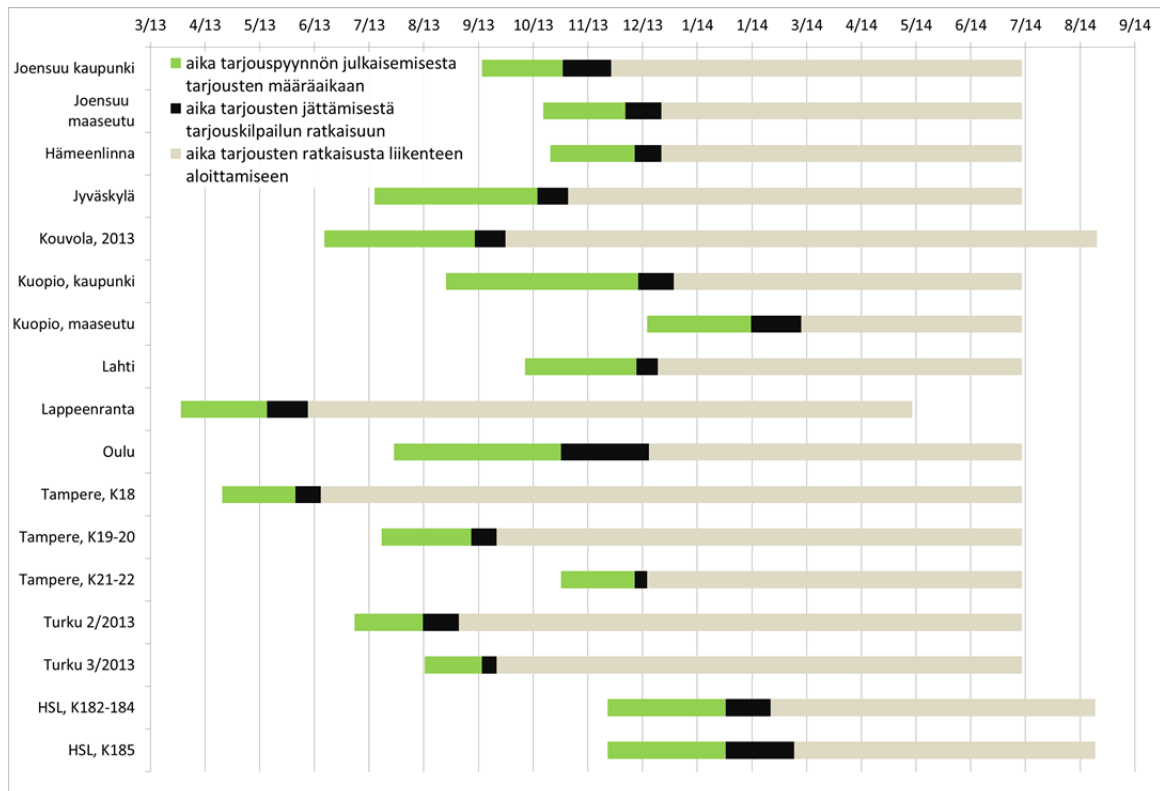 3/13 4/13 5/13 6/13 7/13 8/13 9/13 10/13 11/13 12/13 1/14 1/14 3/14 4/14 5/14 6/14 7/14 8/14 9/14
aika tarjouspyynnön julkaisemisesta
tarjousten määräaikaan
aika tarjousten jättämisestä
tarjouskilpailun ratkaisuun
aika tarjousten ratkaisusta liikenteen
aloittamiseen
Joensuu kaupunki
Joensuu
maaseutu
Hämeenlinna
Jyväskylä
Kouvola, 2013
Kuopio, kaupunki
Kuopio, maaseutu
Lahti
Lappeenranta
Oulu
Tampere, K18
Tampere, K19-20
Tampere, K21-22
Turku 2/2013
Turku 3/2013
HSL, K182-184
HSL, K185